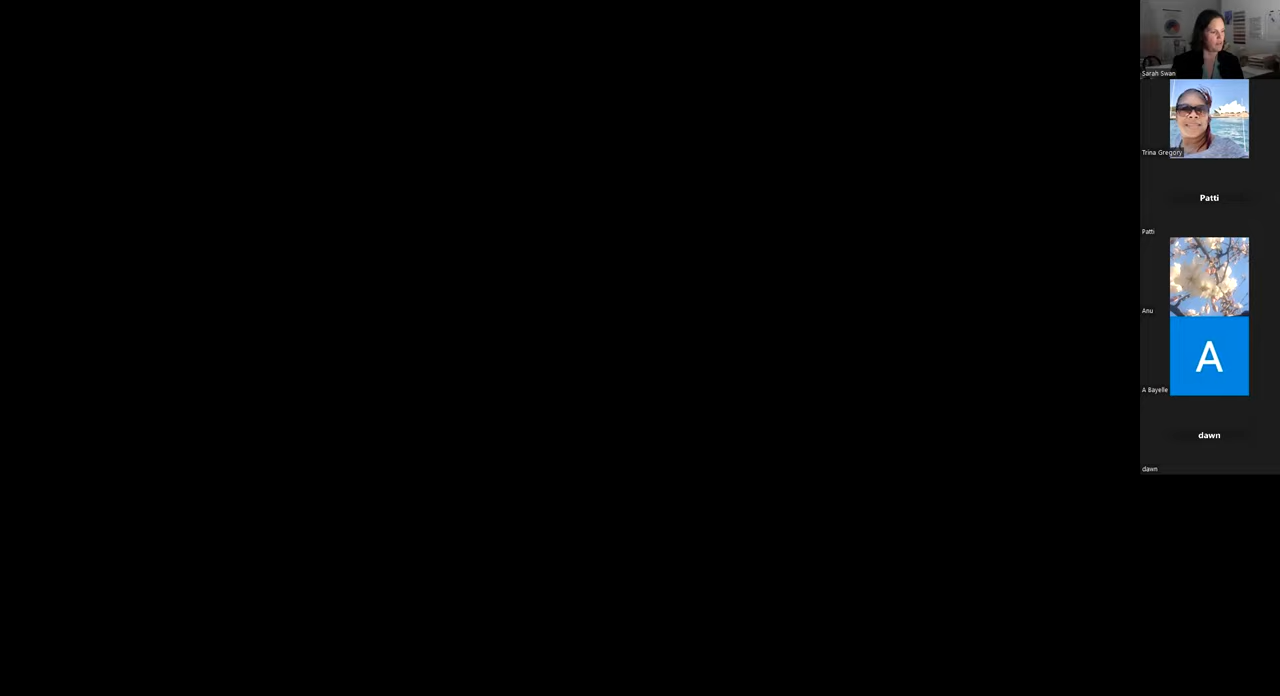 Sarah Swan
Trina Gregory
Patti
Patti
Anu
A
A Bayelle
dawn
dawn